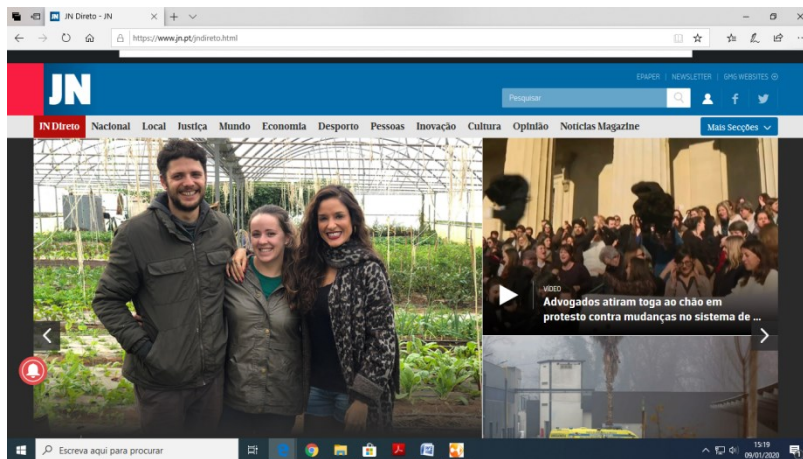 JN Direto - JN
https://www.jn.pt/jndireto.html
EPAPER | NEWSLETTER | GMG WEBSITES
JN
Pesquisar
JN Direto Nacional Local Justiça Mundo Economia Desporto Pessoas Inovação Cultura Opinião Notícias Magazine Mais Secções
VÍDEO
Advogados atiram toga ao chão em
protesto contra mudanças no sistema de ...
Escreva aqui para procurar
15:19
09/01/2020